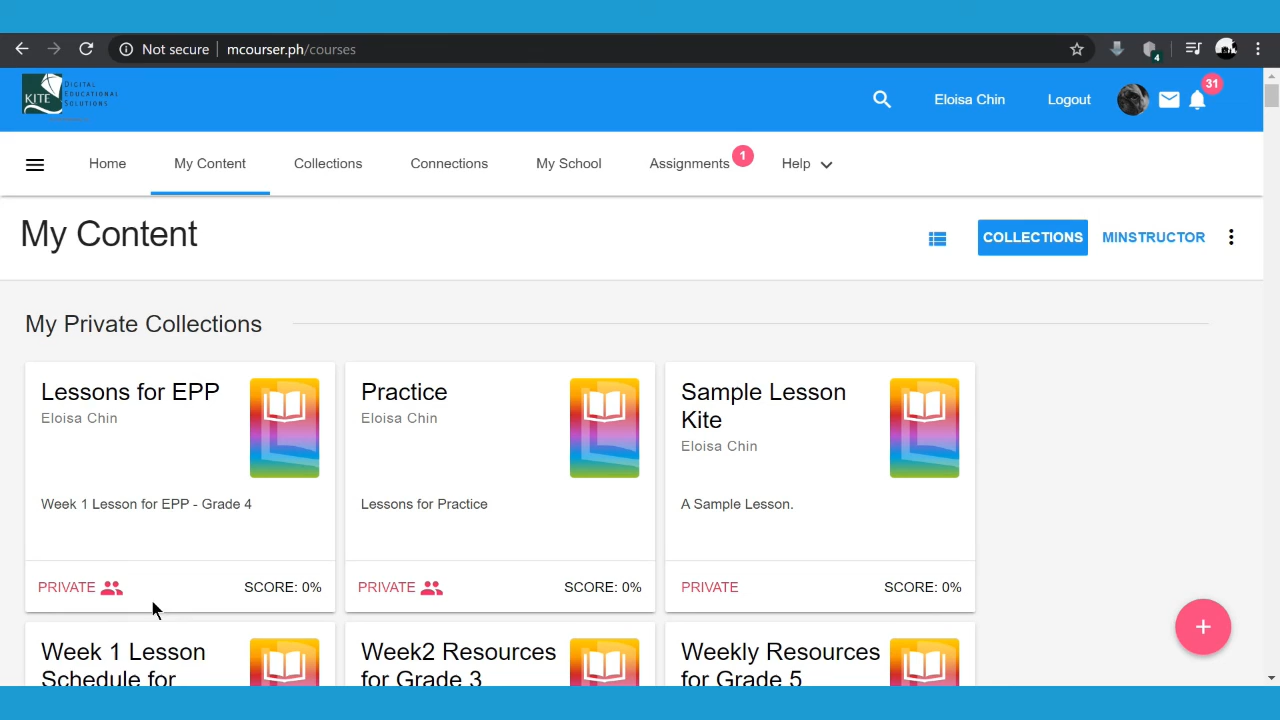 Not secure mcourser.ph/courses
4
KITE
DIGITAL
EDUCATIONAL
SOLUTIONS
Eloisa Chin Logout 31
Home My Content Collections Connections My School Assignments 1 Help
My Content
COLLECTIONS MINSTRUCTOR
My Private Collections
Lessons for EPP
Eloisa Chin
Week 1 Lesson for EPP - Grade 4
PRIVATE SCORE: 0%
Practice
Eloisa Chin
Lessons for Practice
PRIVATE SCORE: 0%
Sample Lesson
Kite
Eloisa Chin
A Sample Lesson.
PRIVATE SCORE: 0%
Week 1 Lesson
Schedule for
Week2 Resources
for Grade 3
Weekly Resources
for Grade 5